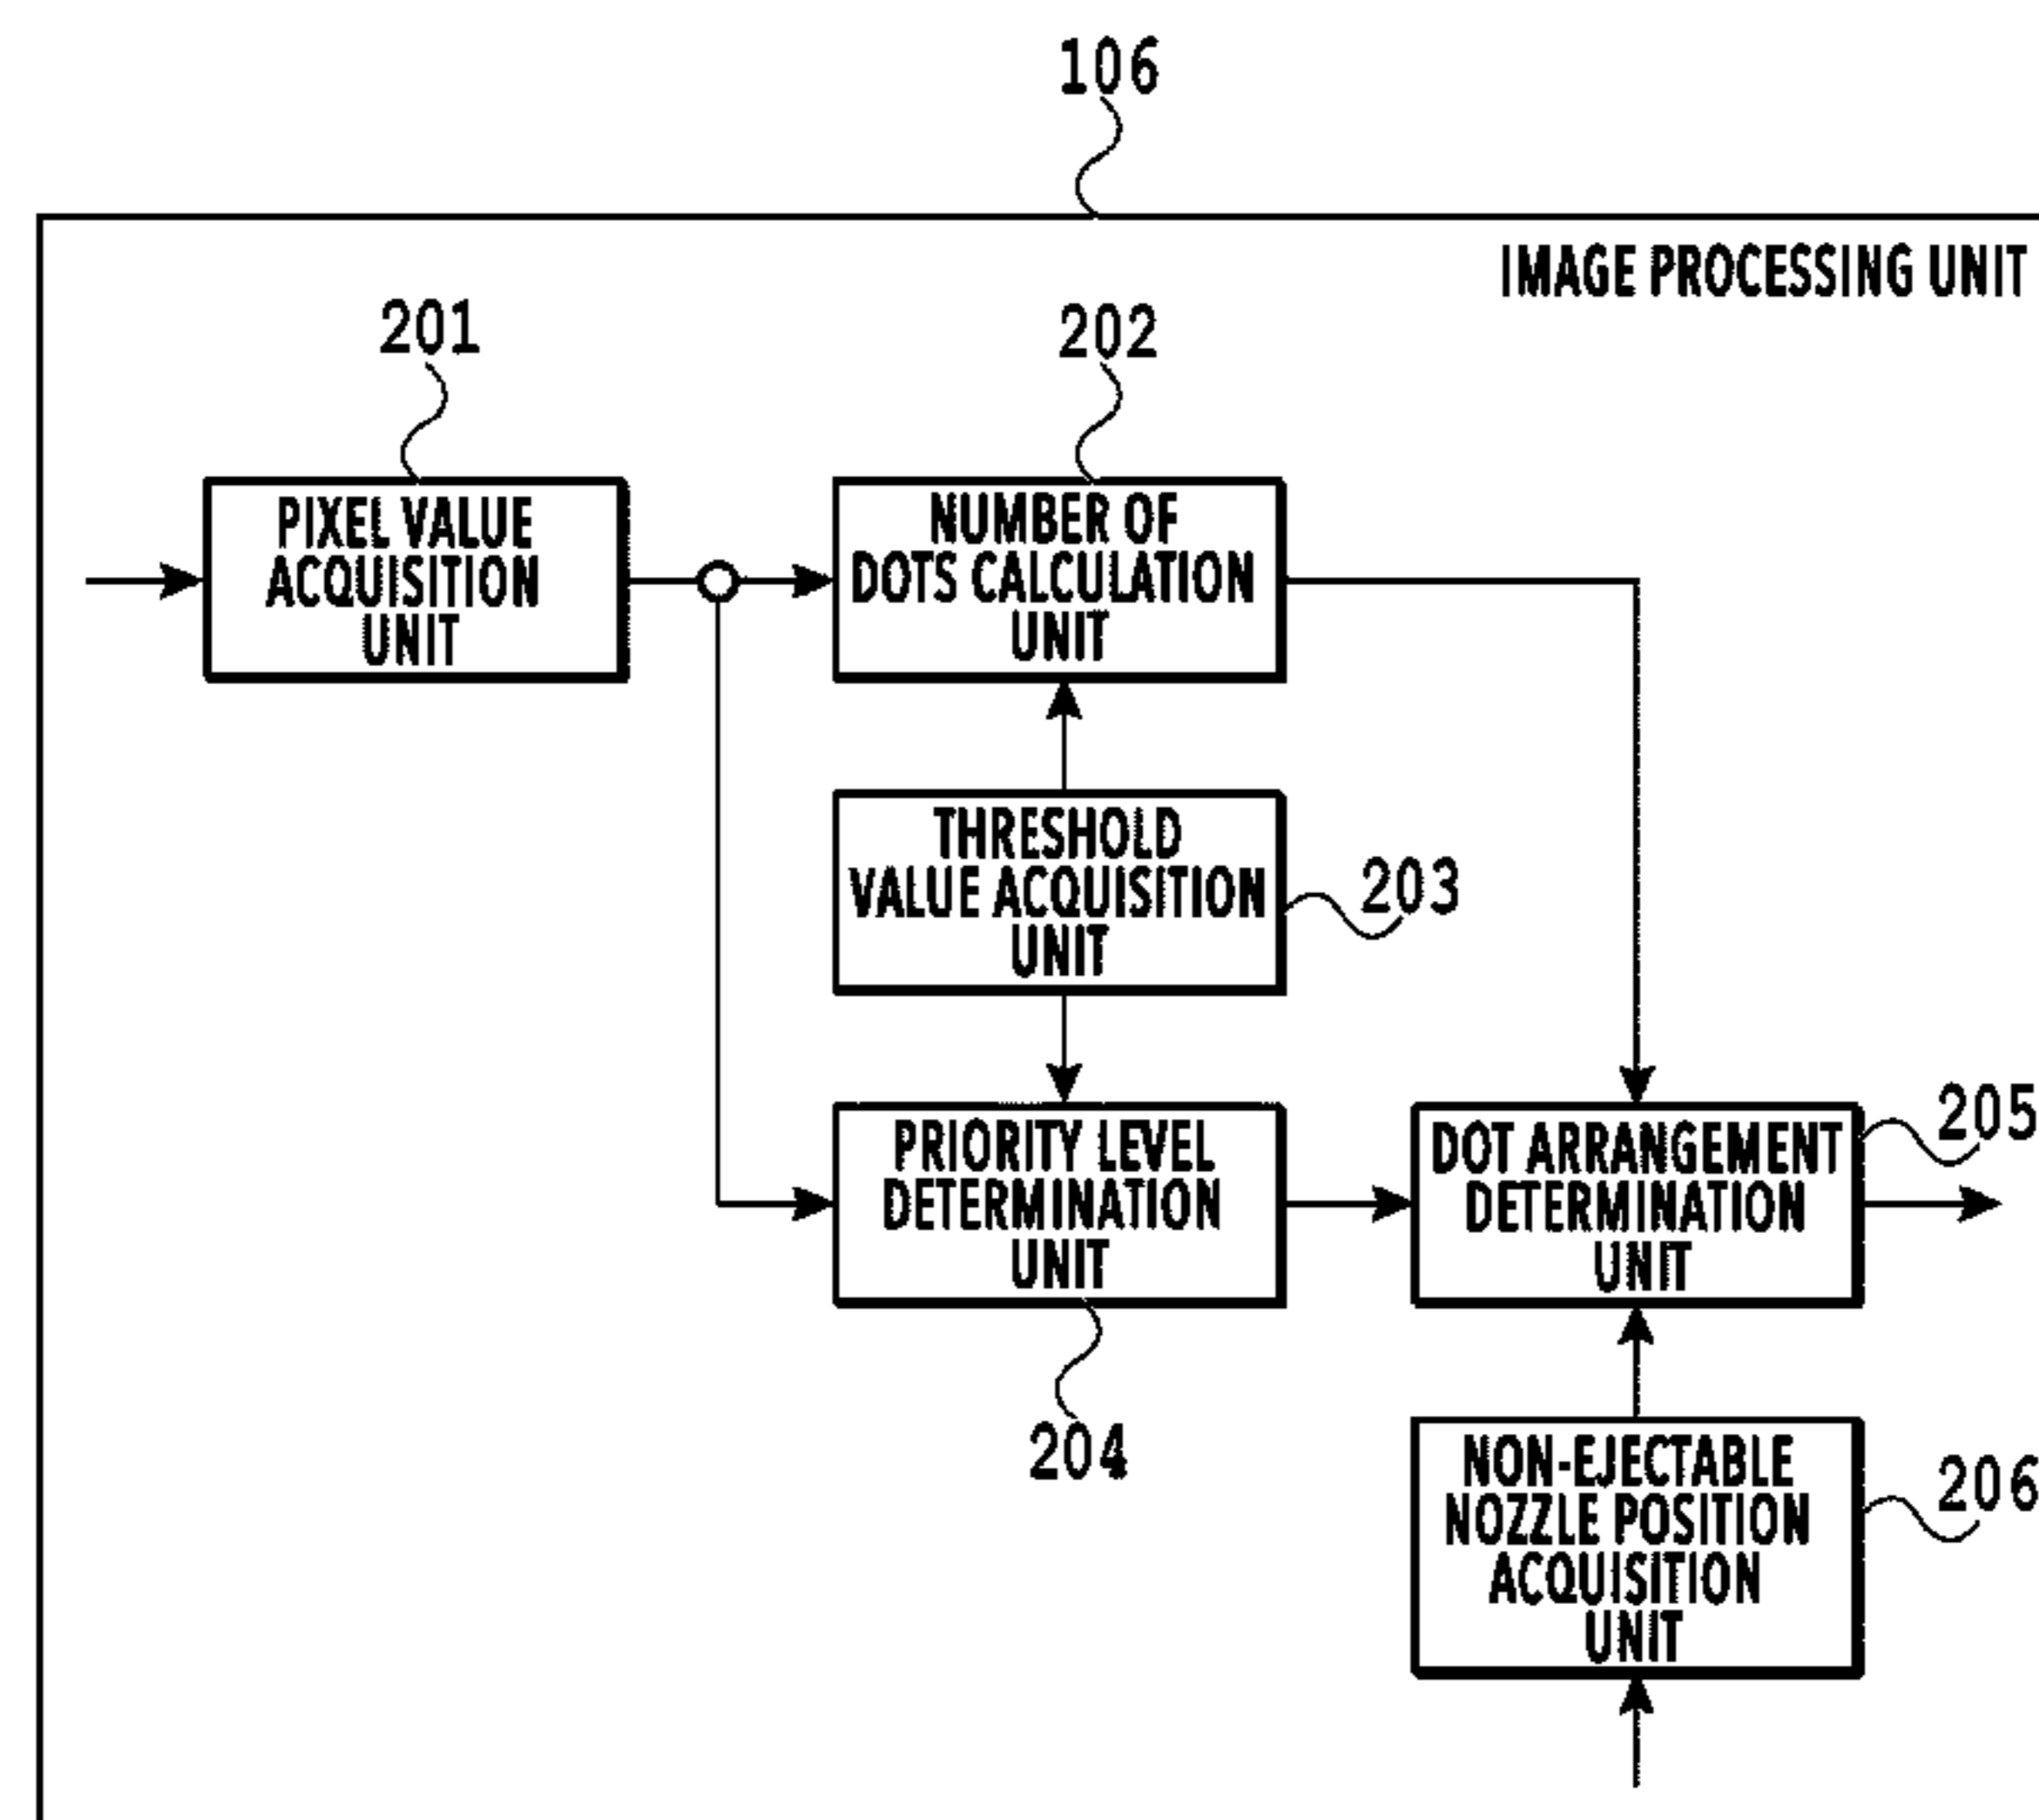 106
IMAGE PROCESSING UNIT
201
202
PIXEL VALUE
ACQUISITION
UNIT
NUMBER OF
DOTS CALCULATION
UNIT
THRESHOLD
VALUE ACQUISITION
UNIT
203
PRIORITY LEVEL
DETERMINATION
UNIT
204
DOT ARRANGEMENT
DETERMINATION
UNIT
205
NON-EJECTABLE
NOZZLE POSITION
ACQUISITION
UNIT
206